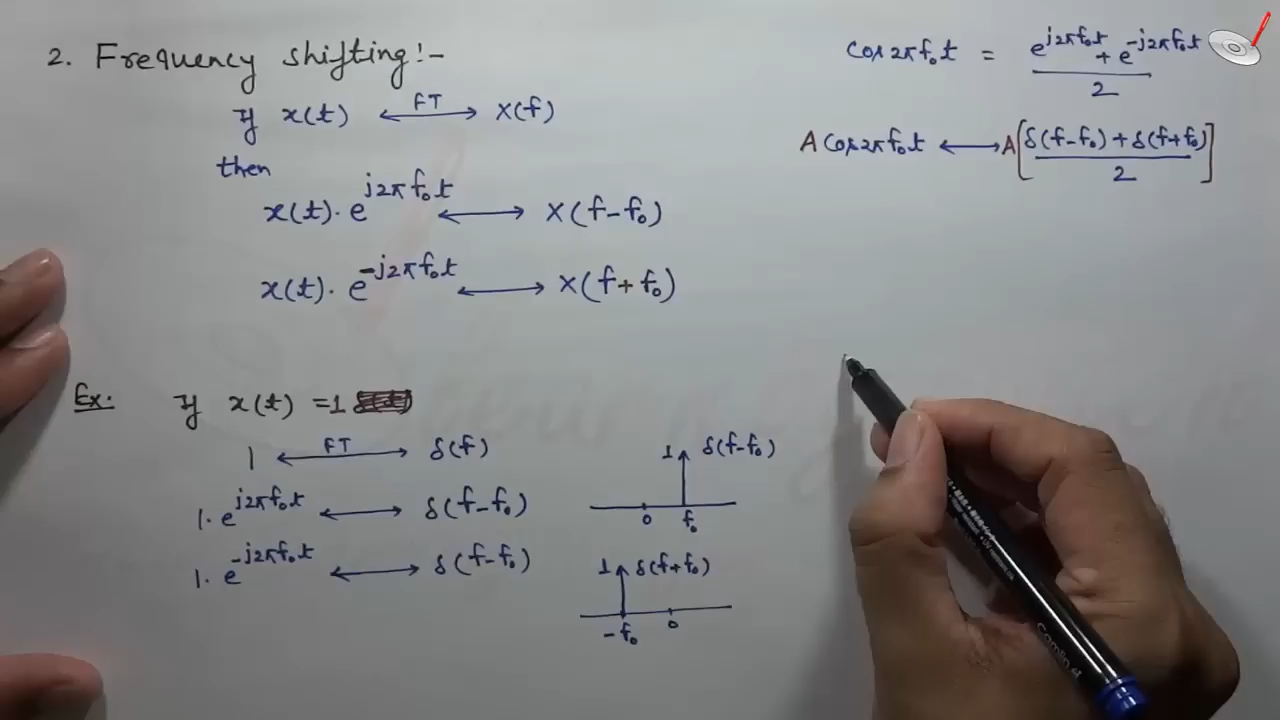 2. Frequency shifting:-
If x(t) ⟷ FT X(f)
then
x(t). e^{j2πf₀t} ⟷ X(f-f₀)
x(t). e^{-j2πf₀t} ⟷ X(f+f₀)
cos 2πf₀t = (e^{j2πf₀t} + e^{-j2πf₀t})/2
A cos 2πf₀t ⟷ A[(δ(f-f₀) + δ(f+f₀))/2]
Ex. If x(t) = 1
1 ⟷ FT δ(f)
1. e^{j2πf₀t} ⟷ δ(f-f₀)
1. e^{-j2πf₀t} ⟷ δ(f-f₀)
1 δ(f-f₀)
0 f₀
1 δ(f+f₀)
-f₀ 0
Camlin